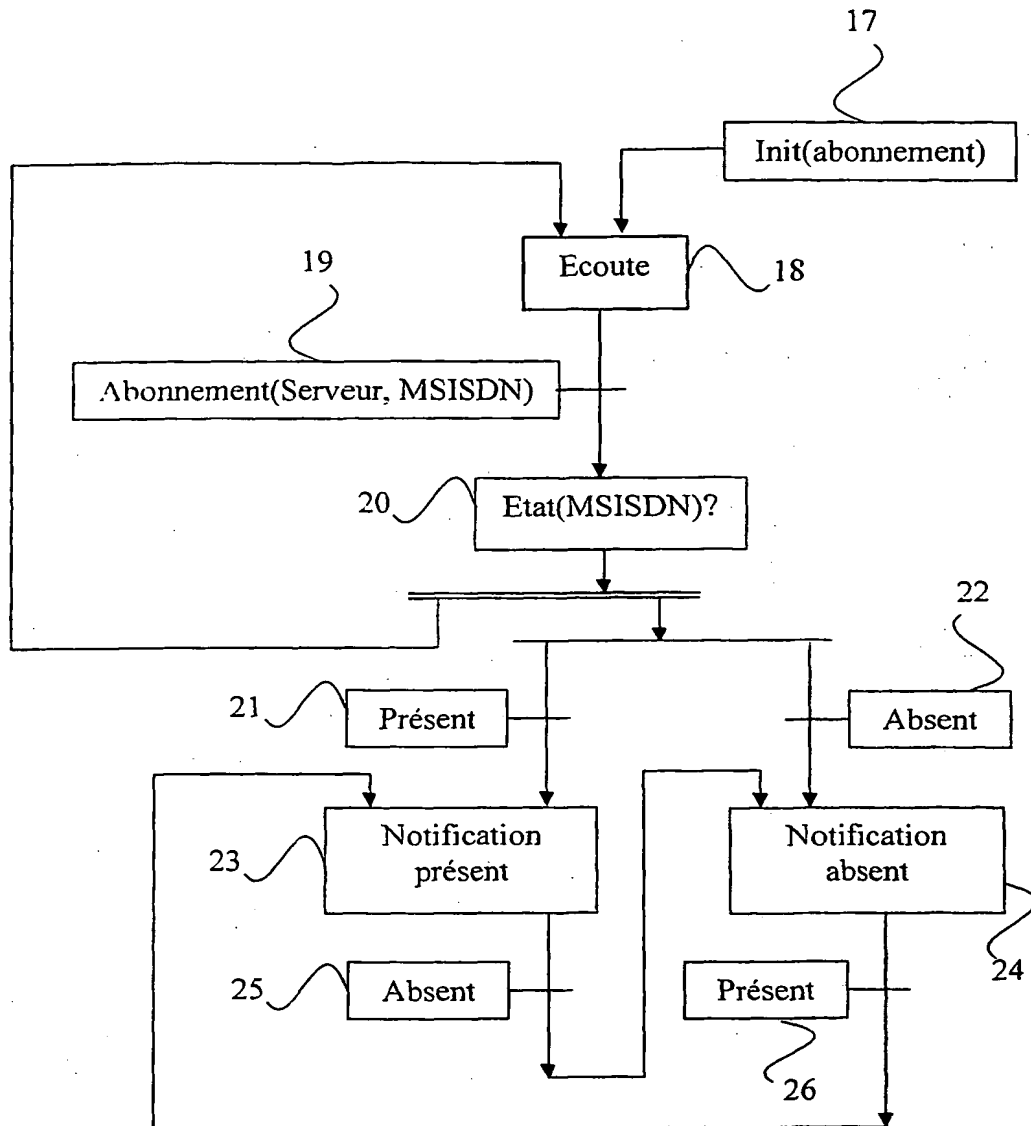 17
Init(abonnement)
Ecoute
18
19
Abonnement(Serveur, MSISDN)
20
Etat(MSISDN)?
22
21
Présent
Absent
Notification
présent
23
Notification
absent
24
25
Absent
Présent
26